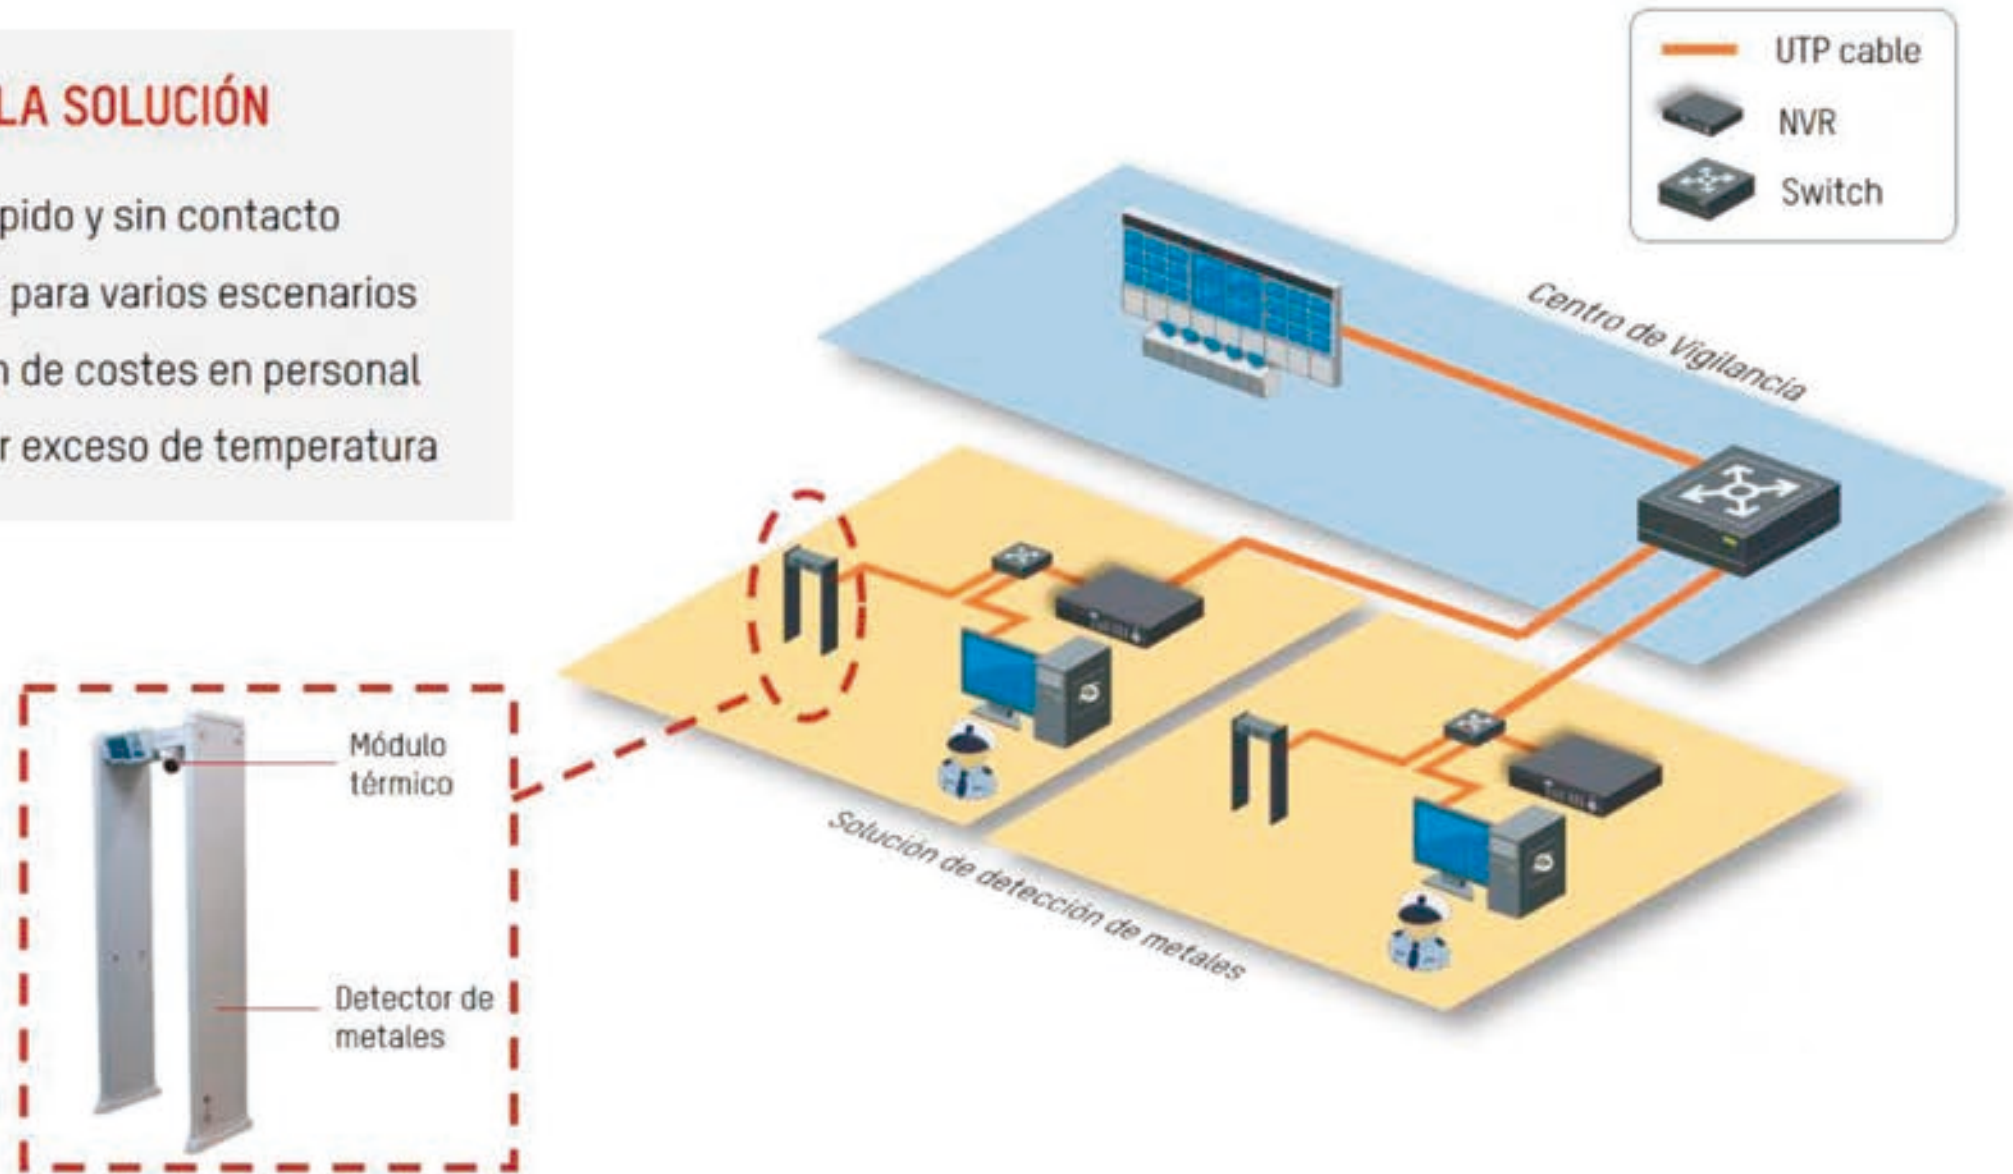 LA SOLUCIÓN
pido y sin contacto
para varios escenarios
n de costes en personal
r exceso de temperatura
UTP cable
NVR
Switch
Centro de Vigilancia
Módulo
térmico
Detector de
metales
Solución de detección de metales